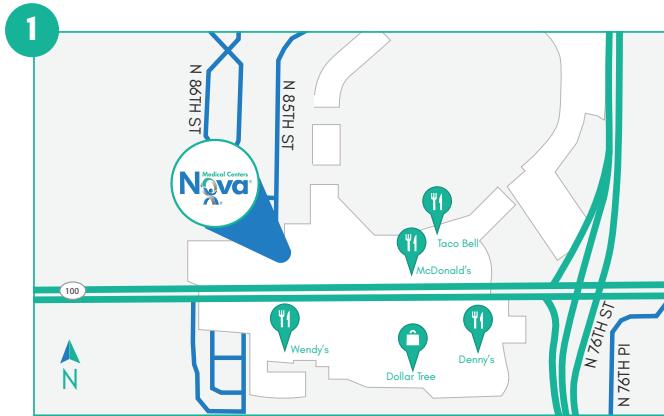 1
N 86TH ST
N 85TH ST
Medical Centers
Nova
Taco Bell
McDonald's
100
Wendy's
Dollar Tree
Denny's
N 76TH ST
N 76TH Pl
N